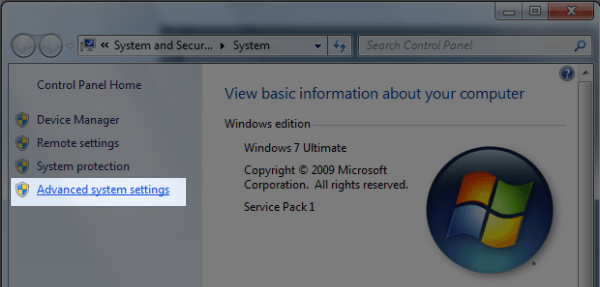 « System and Secur... ▸ System
Search Control Panel
Control Panel Home
Device Manager
Remote settings
System protection
Advanced system settings
View basic information about your computer
Windows edition
Windows 7 Ultimate
Copyright © 2009 Microsoft
Corporation. All rights reserved.
Service Pack 1